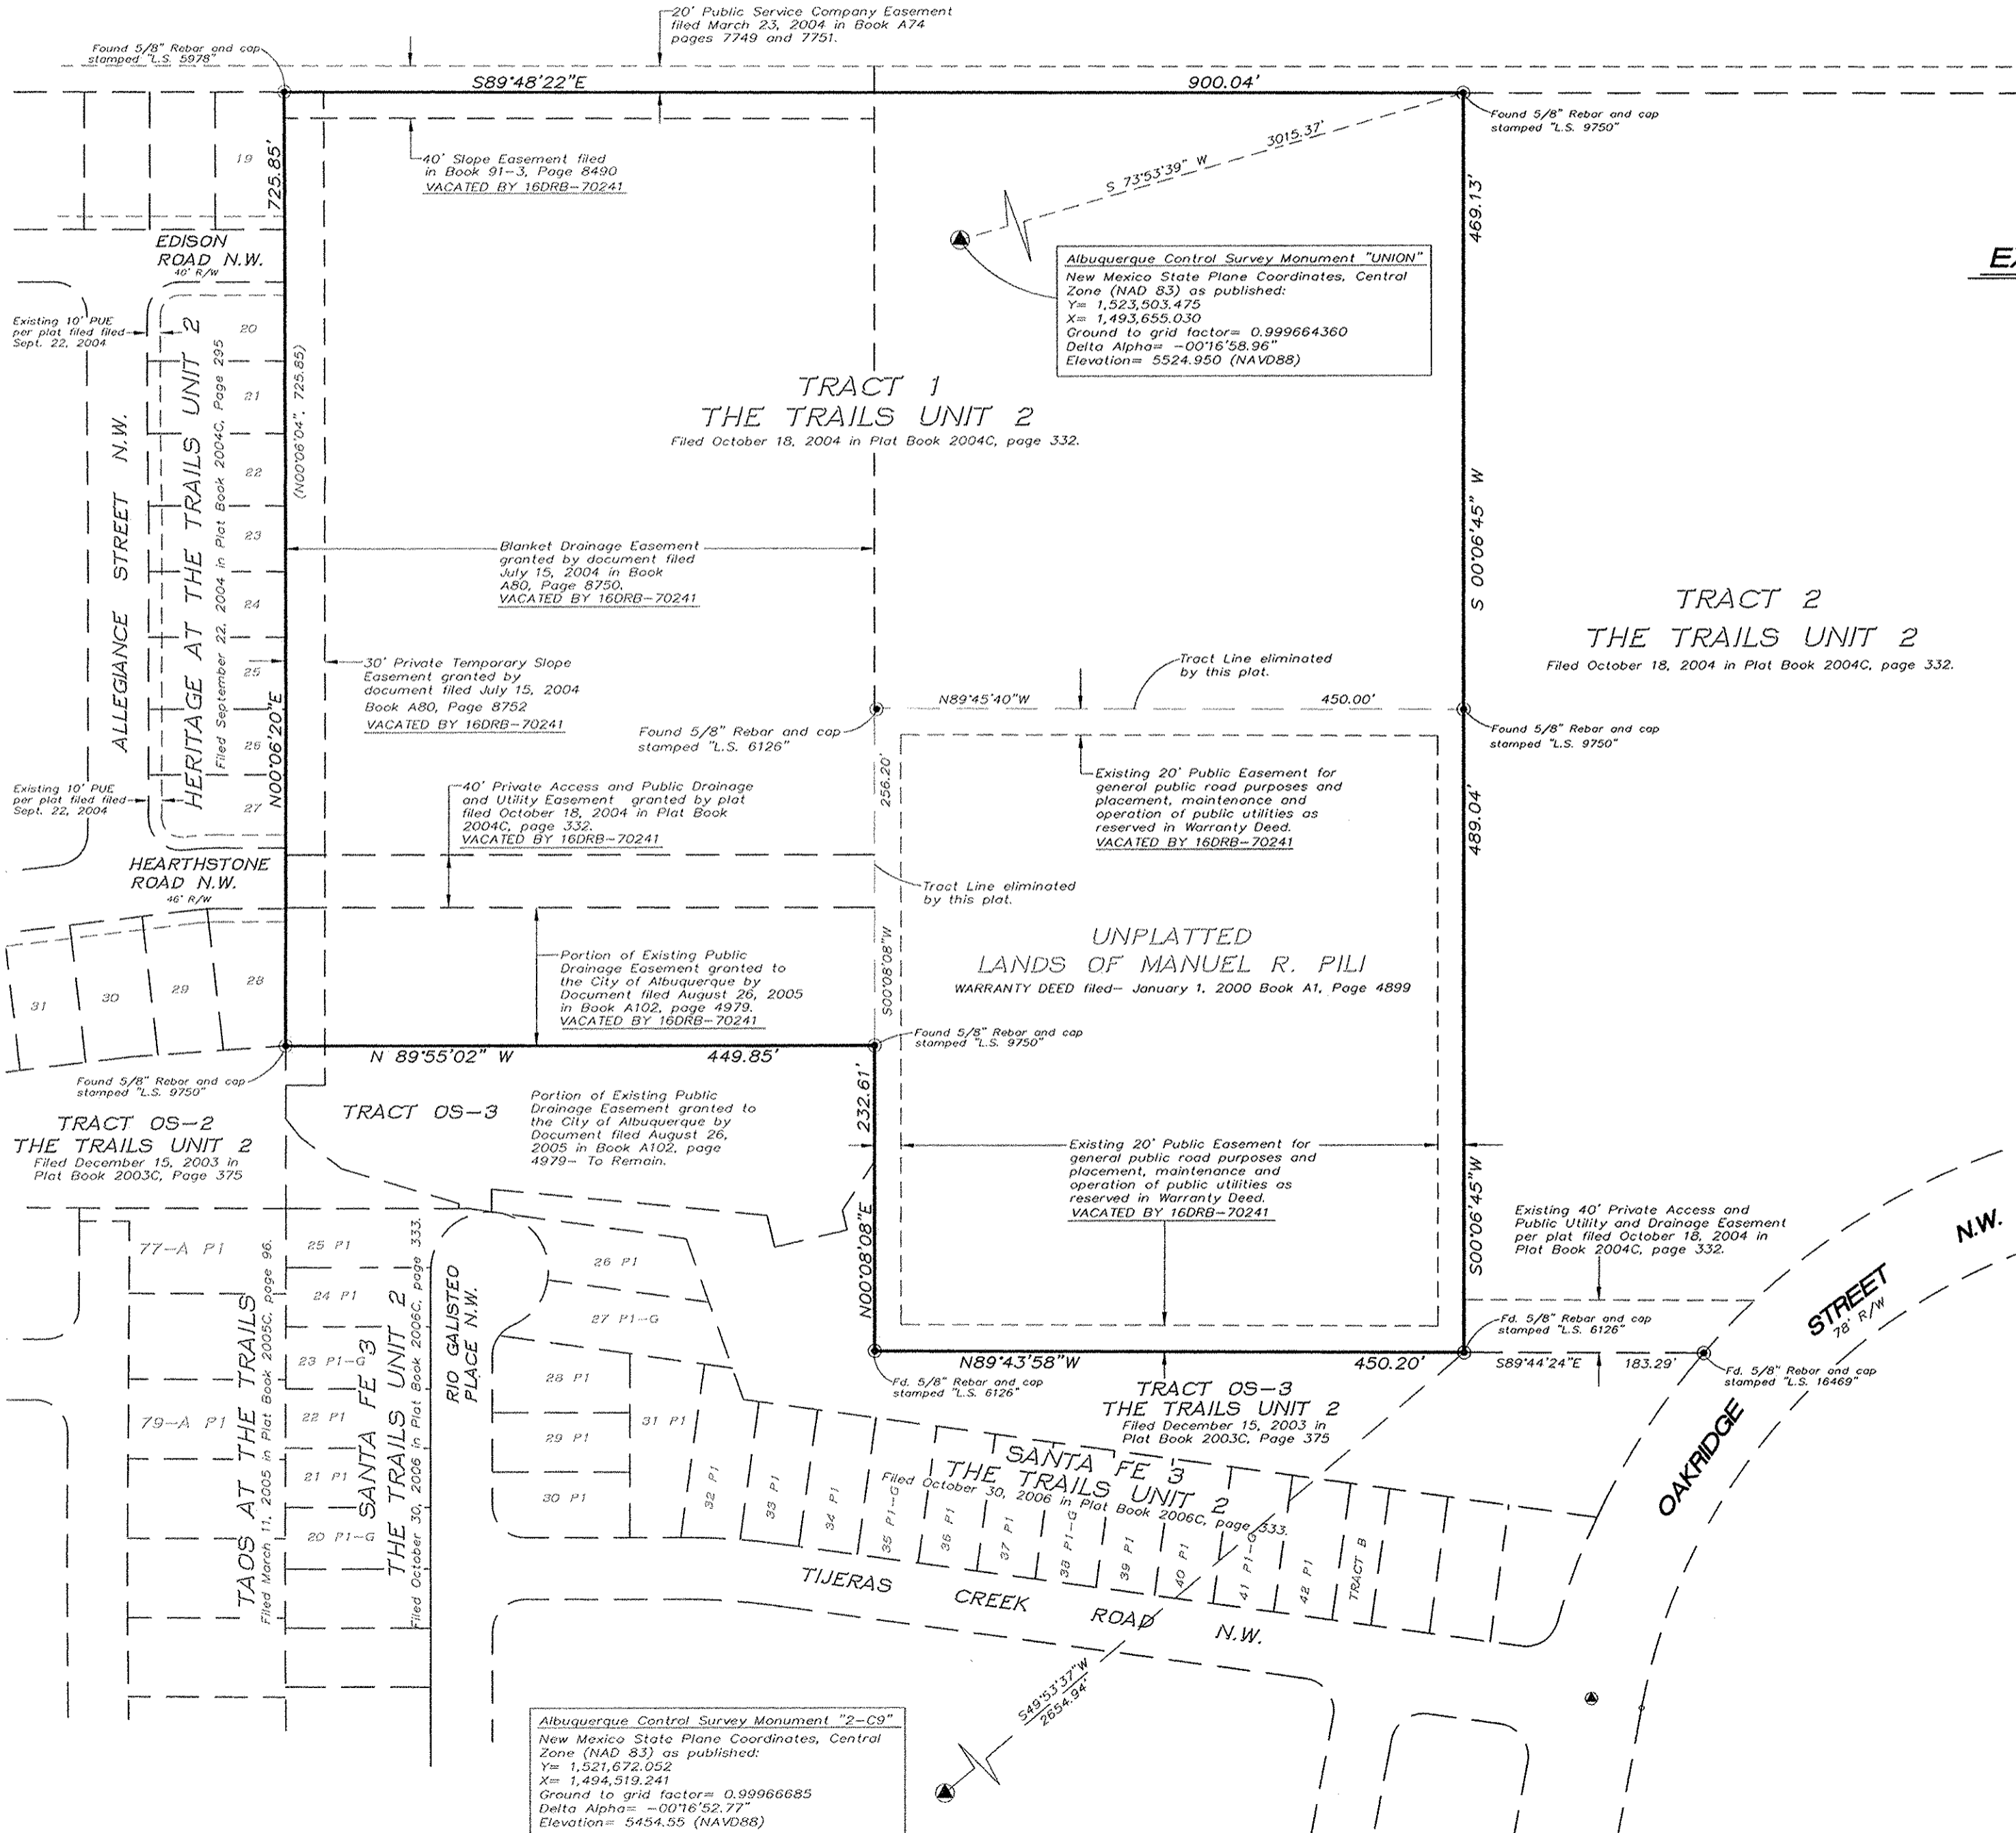 20' Public Service Company Easement
filed March 23, 2004 in Book A74
pages 7749 and 7751.
Found 5/8" Rebar and cap
stamped "L.S. 5978"
S89°48'22"E
900.04'
Found 5/8" Rebar and cap
stamped "L.S. 9750"
19
725.85'
40' Slope Easement filed
in Book 91-3, Page 8490
VACATED BY 16DRB-70241
S 73°53'39" W
3015.37'
469.13'
EDISON
ROAD N.W.
40' R/W
Albuquerque Control Survey Monument "UNION"
New Mexico State Plane Coordinates, Central
Zone (NAD 83) as published:
Y= 1,523,503.475
X= 1,493,655.030
Ground to grid factor= 0.999664360
Delta Alpha= -00°16'58.96"
Elevation= 5524.950 (NAVD88)
Existing 10' PUE
per plat filed filed
Sept. 22, 2004
20
21
22
23
24
25
26
27
ALLEGIANCE STREET N.W.
HERITAGE AT THE TRAILS UNIT 2
Filed September 22, 2004 in Plat Book 2004C, Page 295
(N00°06'04", 725.85)
N00°06'20"E
TRACT 1
THE TRAILS UNIT 2
Filed October 18, 2004 in Plat Book 2004C, page 332.
S 00°06'45" W
Blanket Drainage Easement
granted by document filed
July 15, 2004 in Book
A80, Page 8750.
VACATED BY 16DRB-70241
TRACT 2
THE TRAILS UNIT 2
Filed October 18, 2004 in Plat Book 2004C, page 332.
30' Private Temporary Slope
Easement granted by
document filed July 15, 2004
Book A80, Page 8752
VACATED BY 16DRB-70241
Tract Line eliminated
by this plat.
N89°45'40"W
450.00'
Found 5/8" Rebar and cap
stamped "L.S. 6126"
Found 5/8" Rebar and cap
stamped "L.S. 9750"
Existing 10' PUE
per plat filed filed
Sept. 22, 2004
40' Private Access and Public Drainage
and Utility Easement granted by plat
filed October 18, 2004 in Plat Book
2004C, page 332.
VACATED BY 16DRB-70241
256.20'
Existing 20' Public Easement for
general public road purposes and
placement, maintenance and
operation of public utilities as
reserved in Warranty Deed.
VACATED BY 16DRB-70241
489.04'
HEARTHSTONE
ROAD N.W.
46' R/W
Tract Line eliminated
by this plat.
31
30
29
28
S00°08'08"W
UNPLATTED
LANDS OF MANUEL R. PILI
WARRANTY DEED filed- January 1, 2000 Book A1, Page 4899
Portion of Existing Public
Drainage Easement granted to
the City of Albuquerque by
Document filed August 26, 2005
in Book A102, page 4979.
VACATED BY 16DRB-70241
Found 5/8" Rebar and cap
stamped "L.S. 9750"
N 89°55'02" W
449.85'
Found 5/8" Rebar and cap
stamped "L.S. 9750"
TRACT OS-2
THE TRAILS UNIT 2
Filed December 15, 2003 in
Plat Book 2003C, Page 375
TRACT OS-3
Portion of Existing Public
Drainage Easement granted to
the City of Albuquerque by
Document filed August 26,
2005 in Book A102, page
4979- To Remain.
232.61'
N00°08'08"E
Existing 20' Public Easement for
general public road purposes and
placement, maintenance and
operation of public utilities as
reserved in Warranty Deed.
VACATED BY 16DRB-70241
S00°06'45"W
Existing 40' Private Access and
Public Utility and Drainage Easement
per plat filed October 18, 2004 in
Plat Book 2004C, page 332.
OAKRIDGE
STREET
N.W.
78' R/W
Fd. 5/8" Rebar and cap
stamped "L.S. 6126"
S89°44'24"E
183.29'
Fd. 5/8" Rebar and cap
stamped "L.S. 16469"
N89°43'58"W
450.20'
Fd. 5/8" Rebar and cap
stamped "L.S. 6126"
TRACT OS-3
THE TRAILS UNIT 2
Filed December 15, 2003 in
Plat Book 2003C, Page 375
77-A P1
79-A P1
TAOS AT THE TRAILS
Filed March 11, 2005 in Plat Book 2005C, page 96.
25 P1
24 P1
23 P1-G
22 P1
21 P1
20 P1-G
SANTA FE 3
THE TRAILS UNIT 2
Filed October 30, 2006 in Plat Book 2006C, page 333.
RIO GALISTEO
PLACE N.W.
26 P1
27 P1-G
28 P1
29 P1
30 P1
31 P1
32 P1
33 P1
34 P1
35 P1-G
36 P1
37 P1
38 P1-G
39 P1
40 P1
41 P1-G
42 P1
TRACT B
SANTA FE 3
THE TRAILS UNIT 2
Filed October 30, 2006 in Plat Book 2006C, page 333.
TIJERAS CREEK ROAD N.W.
S49°53'37"W
2654.94'
Albuquerque Control Survey Monument "2-C9"
New Mexico State Plane Coordinates, Central
Zone (NAD 83) as published:
Y= 1,521,672.052
X= 1,494,519.241
Ground to grid factor= 0.99966685
Delta Alpha= -00°16'52.77"
Elevation= 5454.55 (NAVD88)